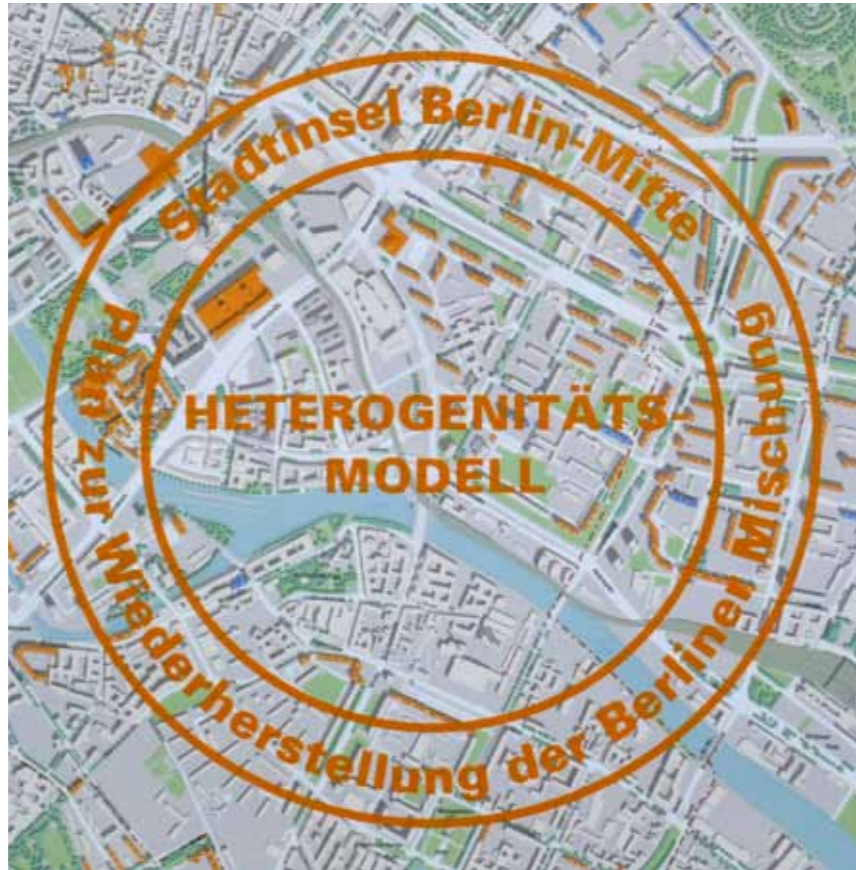 Stadtinsel Berlin-Mitte
HETEROGENITÄTS-
MODELL
Plan zur Wiederherstellung der Berliner Mischung